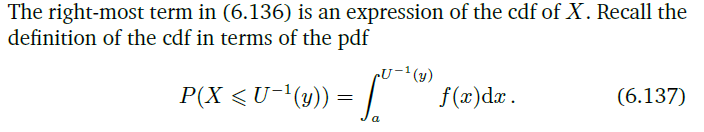 The right-most term in (6.136) is an expression of the cdf of X. Recall the
definition of the cdf in terms of the pdf
P(X ⩽ U⁻¹(y)) = ∫ₐ^{U⁻¹(y)} f(x)dx . (6.137)